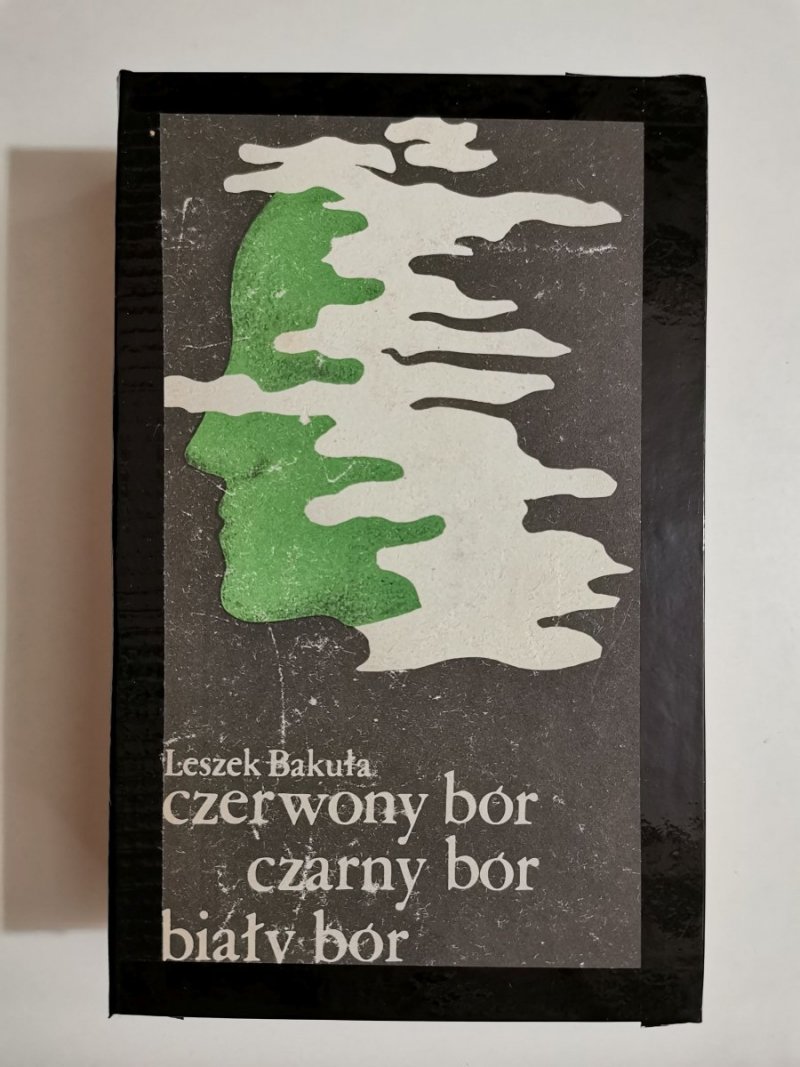 Leszek Bakuła
czerwony bór
czarny bór
biały bór